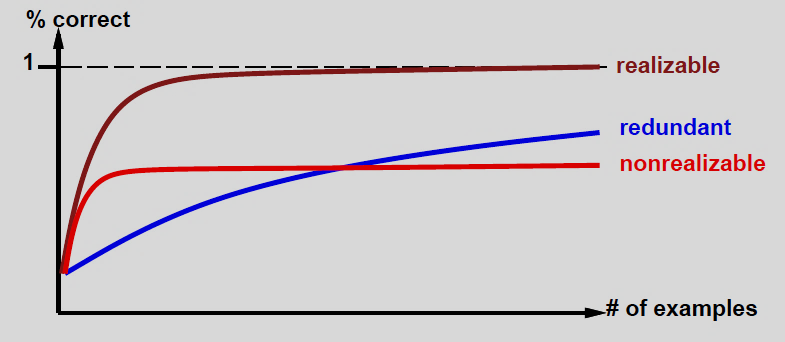 % correct
1
realizable
redundant
nonrealizable
# of examples